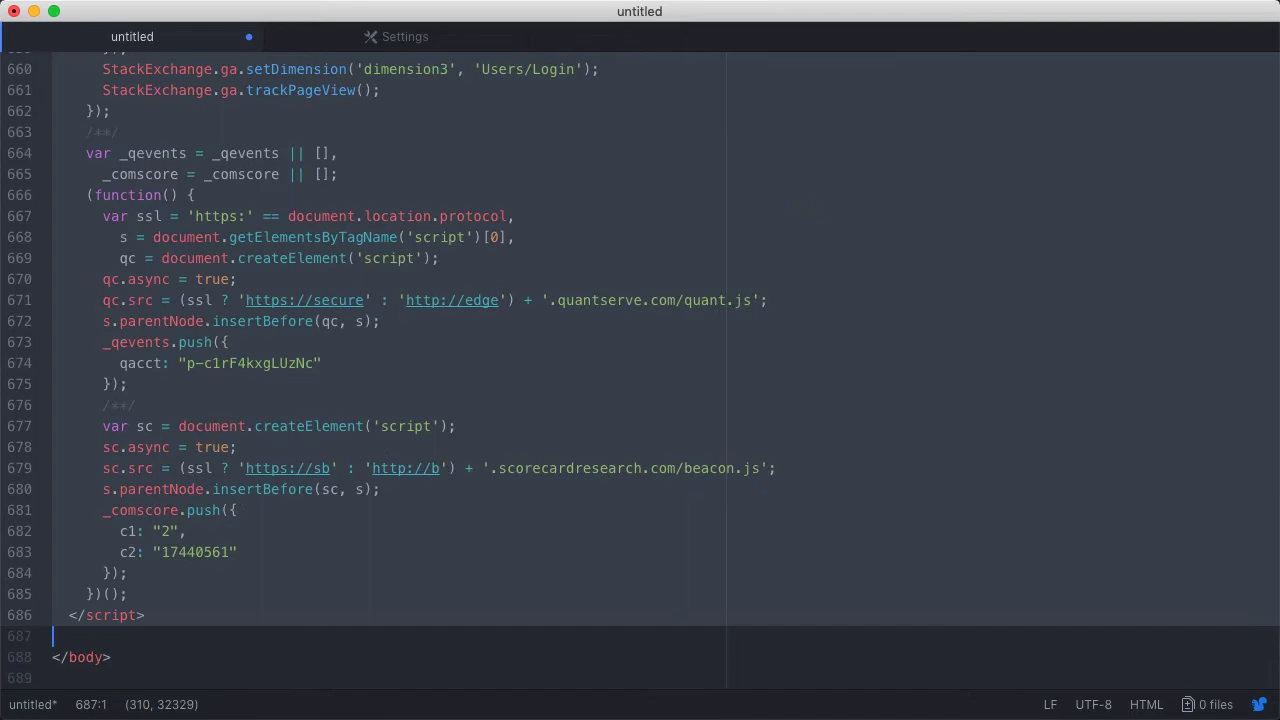 untitled
untitled
Settings
660 StackExchange.ga.setDimension('dimension3', 'Users/Login');
661 StackExchange.ga.trackPageView();
662 });
663 /**/
664 var _qevents = _qevents || [],
665 _comscore = _comscore || [];
666 (function() {
667 var ssl = 'https:' == document.location.protocol,
668 s = document.getElementsByTagName('script')[0],
669 qc = document.createElement('script');
670 qc.async = true;
671 qc.src = (ssl ? 'https://secure' : 'http://edge') + '.quantserve.com/quant.js';
672 s.parentNode.insertBefore(qc, s);
673 _qevents.push({
674 qacct: "p-c1rF4kxgLUzNc"
675 });
676 /**/
677 var sc = document.createElement('script');
678 sc.async = true;
679 sc.src = (ssl ? 'https://sb' : 'http://b') + '.scorecardresearch.com/beacon.js';
680 s.parentNode.insertBefore(sc, s);
681 _comscore.push({
682 c1: "2",
683 c2: "17440561"
684 });
685 })();
686 </script>
687
688 </body>
689
untitled* 687:1 (310, 32329) LF UTF-8 HTML 0 files